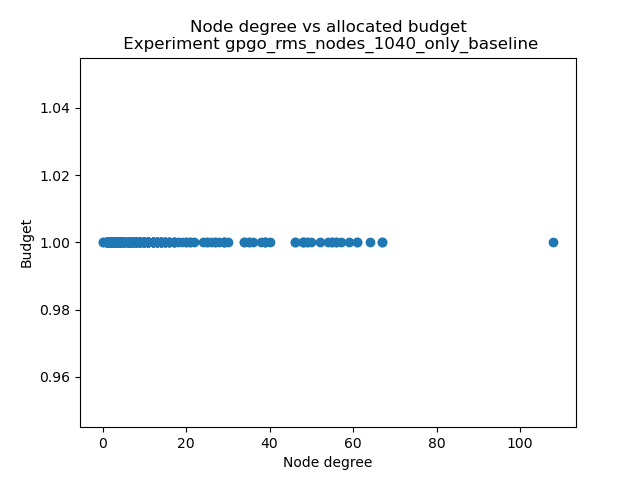 Node degree vs allocated budget
Experiment gpgo_rms_nodes_1040_only_baseline
1.04
1.02
1.00
0.98
0.96
Budget
0
20
40
60
80
100
Node degree